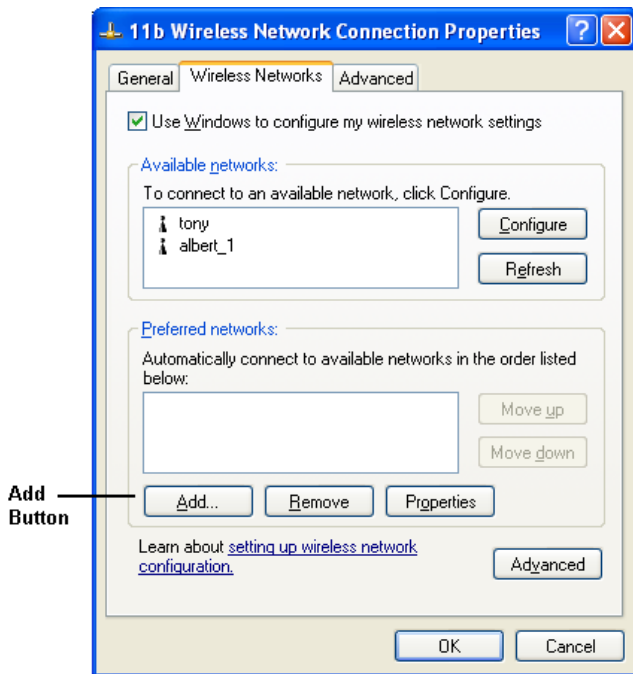 11b Wireless Network Connection Properties
General Wireless Networks Advanced
Use Windows to configure my wireless network settings
Available networks:
To connect to an available network, click Configure.
tony
albert_1
Configure
Refresh
Preferred networks:
Automatically connect to available networks in the order listed
below:
Move up
Move down
Add
Button
Add... Remove Properties
Learn about setting up wireless network
configuration.
Advanced
OK Cancel